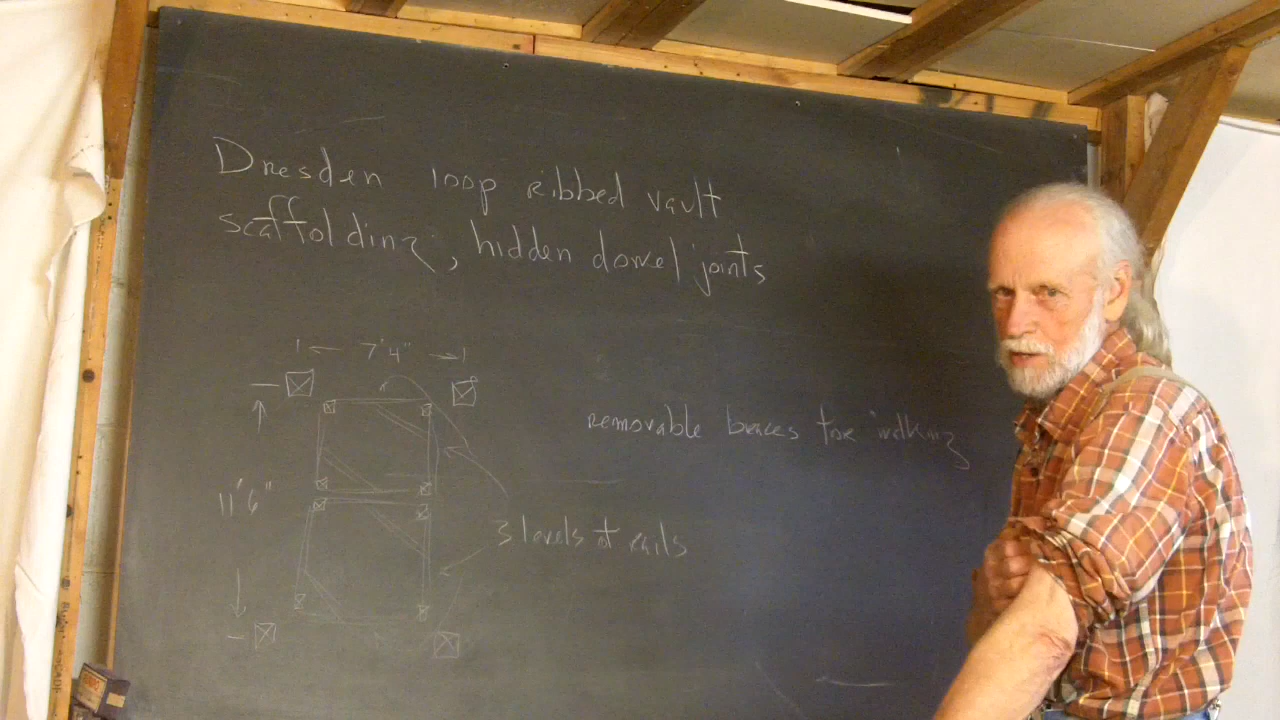 Dresden loop ribbed vault
scaffolding, hidden dowel joints
7'4"
removable braces for walking
11'6"
3 levels of rails